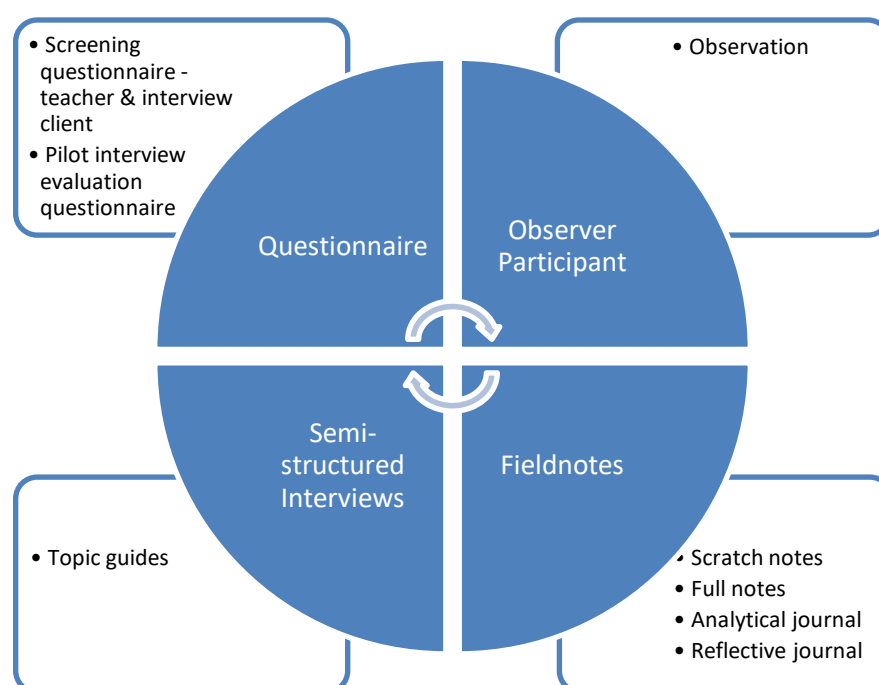 • Screening
questionnaire -
teacher & interview
client
• Pilot interview
evaluation
questionnaire
• Observation
Questionnaire
Observer
Participant
Semi-
structured
Interviews
Fieldnotes
• Topic guides
• Scratch notes
• Full notes
• Analytical journal
• Reflective journal